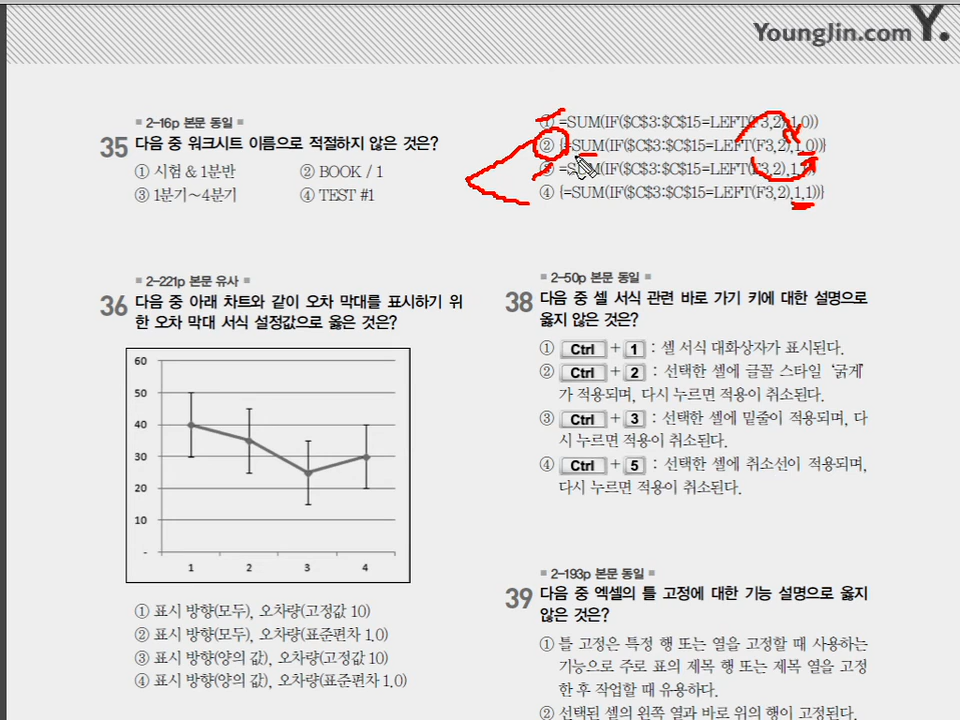 YoungJin.com Y.
■ 2-16p 본문 동일 ■
35 다음 중 워크시트 이름으로 적절하지 않은 것은?
① 시험 & 1분반 ② BOOK / 1
③ 1분기~4분기 ④ TEST #1
■ 2-221p 본문 유사 ■
36 다음 중 아래 차트와 같이 오차 막대를 표시하기 위
한 오차 막대 서식 설정값으로 옳은 것은?
60
50
40
30
20
10
-
1 2 3 4
① 표시 방향(모두), 오차량(고정값 10)
② 표시 방향(모두), 오차량(표준편차 1.0)
③ 표시 방향(양의 값), 오차량(고정값 10)
④ 표시 방향(양의 값), 오차량(표준편차 1.0)
① =SUM(IF($C$3:$C$15=LEFT(F3,2),1,0))
② {=SUM(IF($C$3:$C$15=LEFT(F3,2),1,0))}
③ =SUM(IF($C$3:$C$15=LEFT(F3,2),1,1))
④ {=SUM(IF($C$3:$C$15=LEFT(F3,2),1,1))}
■ 2-50p 본문 동일 ■
38 다음 중 셀 서식 관련 바로 가기 키에 대한 설명으로
옳지 않은 것은?
① Ctrl + 1 : 셀 서식 대화상자가 표시된다.
② Ctrl + 2 : 선택한 셀에 글꼴 스타일 '굵게'
가 적용되며, 다시 누르면 적용이 취소된다.
③ Ctrl + 3 : 선택한 셀에 밑줄이 적용되며, 다
시 누르면 적용이 취소된다.
④ Ctrl + 5 : 선택한 셀에 취소선이 적용되며,
다시 누르면 적용이 취소된다.
■ 2-193p 본문 동일 ■
39 다음 중 엑셀의 틀 고정에 대한 기능 설명으로 옳지
않은 것은?
① 틀 고정은 특정 행 또는 열을 고정할 때 사용하는
기능으로 주로 표의 제목 행 또는 제목 열을 고정
한 후 작업할 때 유용하다.
② 선택된 셀의 왼쪽 열과 바로 위의 행이 고정된다.